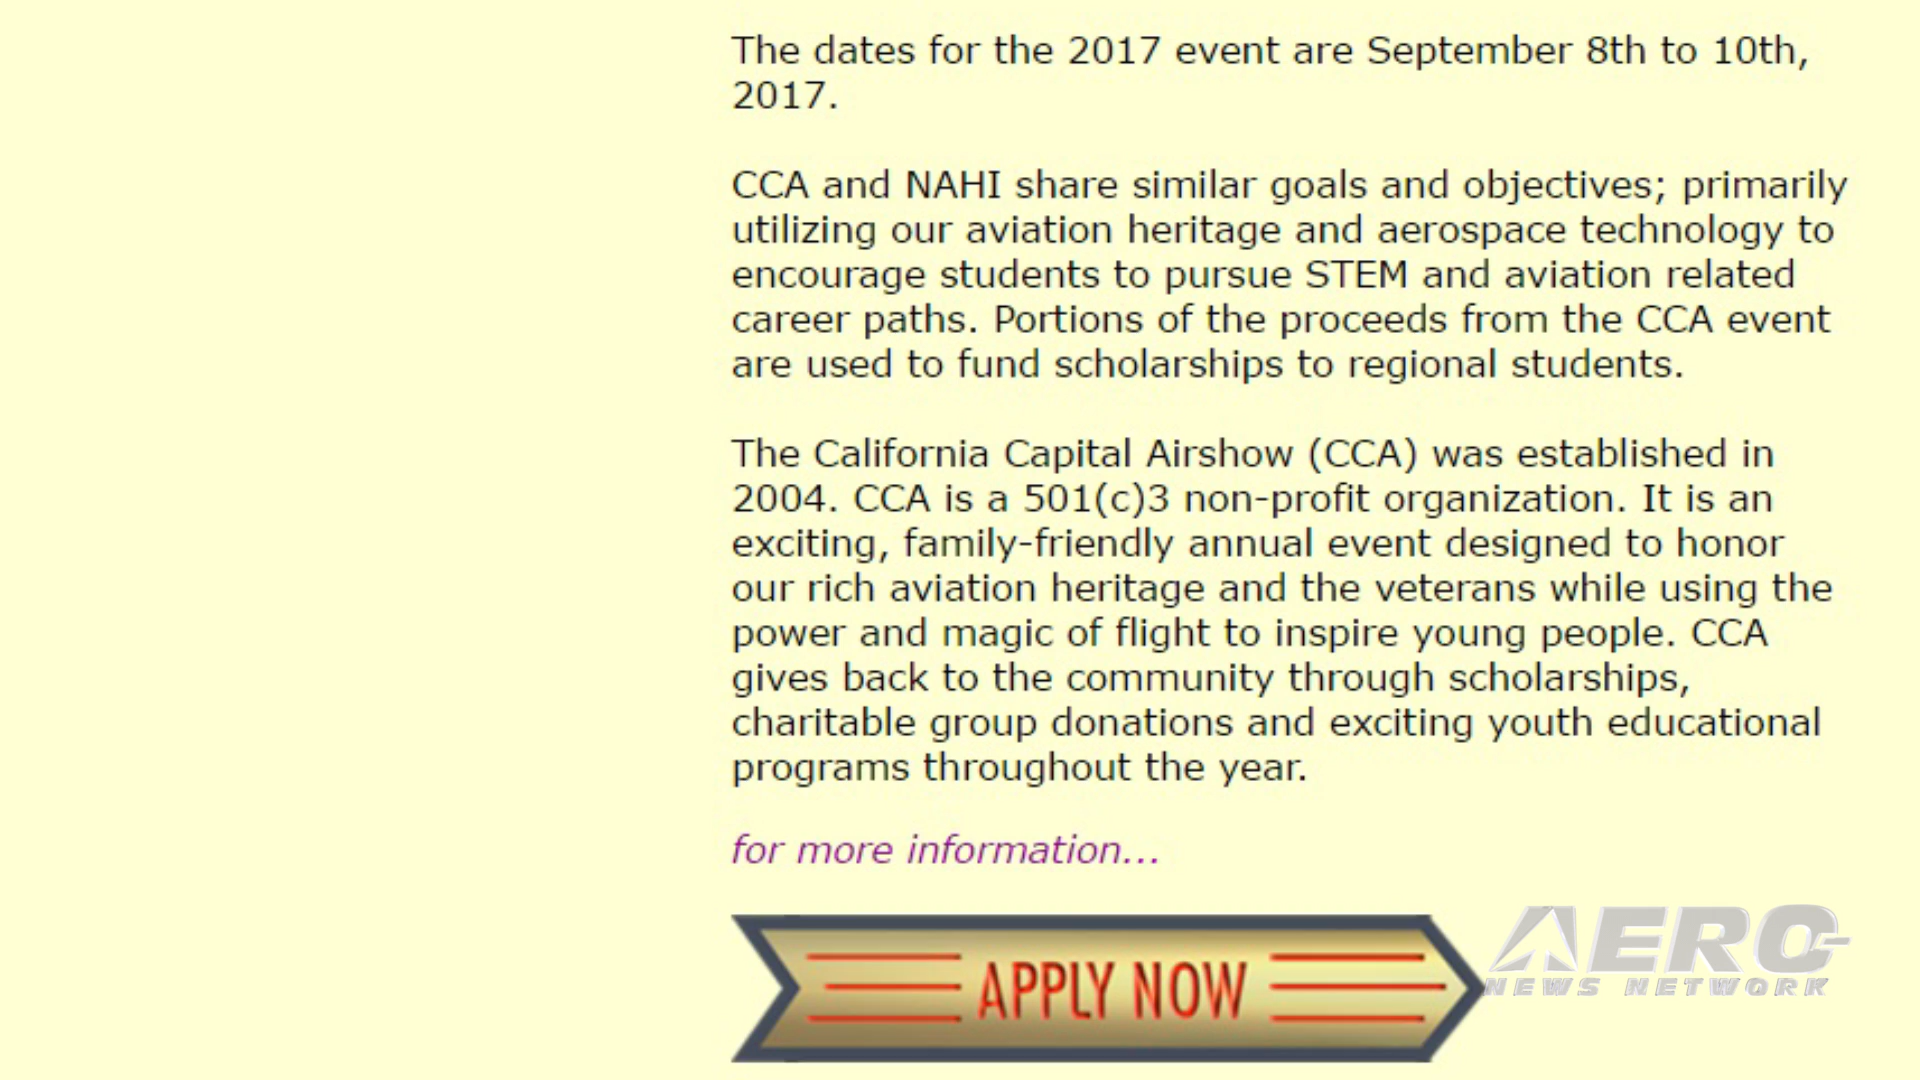 The dates for the 2017 event are September 8th to 10th,
2017.
CCA and NAHI share similar goals and objectives; primarily
utilizing our aviation heritage and aerospace technology to
encourage students to pursue STEM and aviation related
career paths. Portions of the proceeds from the CCA event
are used to fund scholarships to regional students.
The California Capital Airshow (CCA) was established in
2004. CCA is a 501(c)3 non-profit organization. It is an
exciting, family-friendly annual event designed to honor
our rich aviation heritage and the veterans while using the
power and magic of flight to inspire young people. CCA
gives back to the community through scholarships,
charitable group donations and exciting youth educational
programs throughout the year.
for more information...
APPLY NOW
AERO
NEWS NETWORK